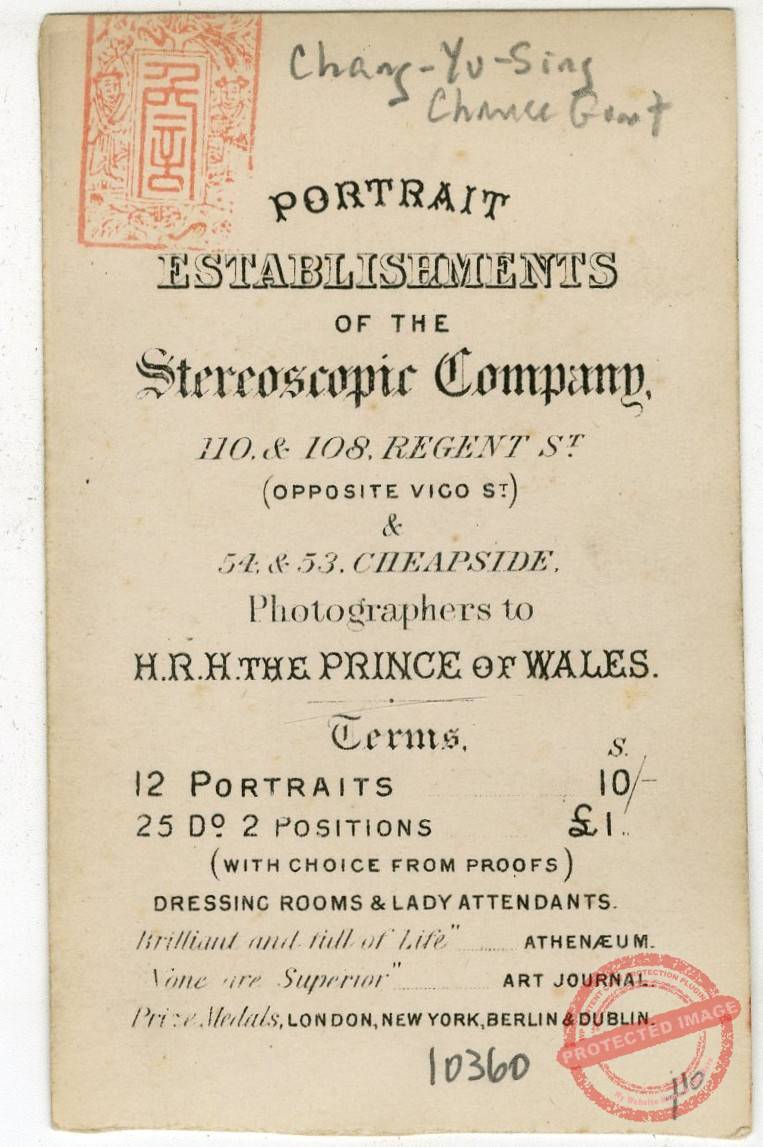 Chang-Yu-Sing
PORTRAIT
ESTABLISHMENTS
OF THE
Stereoscopic Company,
110. & 108. REGENT ST
(OPPOSITE VIGO ST)
&
54. & 53. CHEAPSIDE.
Photographers to
H.R.H. THE PRINCE OF WALES.
Terms.
S.
12 PORTRAITS 10/-
25 Do 2 POSITIONS £1.
(WITH CHOICE FROM PROOFS)
DRESSING ROOMS & LADY ATTENDANTS.
Brilliant and full of Life" ATHENÆUM.
"None are Superior" ART JOURNAL.
Prize Medals, LONDON, NEW YORK, BERLIN & DUBLIN.
PROTECTED IMAGE
10360